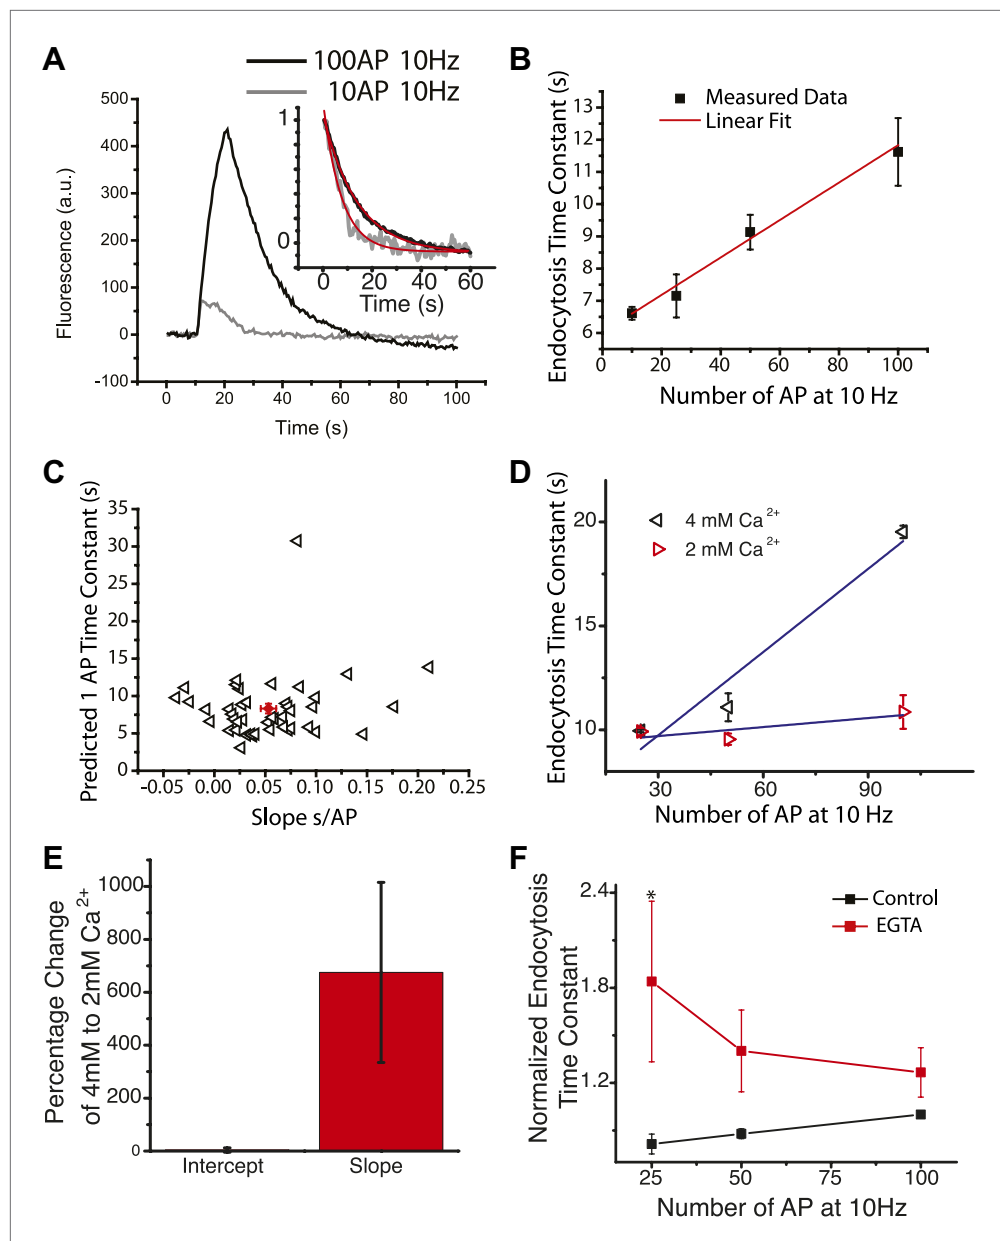 A
100AP 10Hz
10AP 10Hz
Fluorescence (a.u.)
500
400
300
200
100
0
-100
0 20 40 60 80 100
Time (s)
1
0
0 20 40 60
Time (s)
B
Endocytosis Time Constant (s)
Measured Data
Linear Fit
13
12
11
10
9
8
7
6
0 20 40 60 80 100
Number of AP at 10 Hz
C
Predicted 1 AP Time Constant (s)
35
30
25
20
15
10
5
0
-0.05 0.00 0.05 0.10 0.15 0.20 0.25
Slope s/AP
D
Endocytosis Time Constant (s)
4 mM Ca2+
2 mM Ca2+
20
15
10
30 60 90
Number of AP at 10 Hz
E
Percentage Change
of 4mM to 2mM Ca2+
1000
800
600
400
200
0
Intercept Slope
F
Normalized Endocytosis
Time Constant
*
Control
EGTA
2.4
1.8
1.2
25 50 75 100
Number of AP at 10Hz